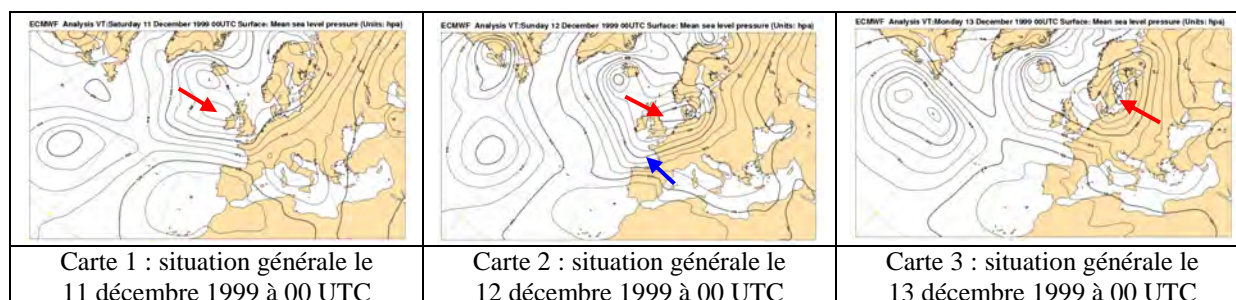 ECMWF Analysis VT:Saturday 11 December 1999 00UTC Surface: Mean sea level pressure (Units: hpa)
ECMWF Analysis VT:Sunday 12 December 1999 00UTC Surface: Mean sea level pressure (Units: hpa)
ECMWF Analysis VT:Monday 13 December 1999 00UTC Surface: Mean sea level pressure (Units: hpa)
Carte 1 : situation générale le
11 décembre 1999 à 00 UTC
Carte 2 : situation générale le
12 décembre 1999 à 00 UTC
Carte 3 : situation générale le
13 décembre 1999 à 00 UTC